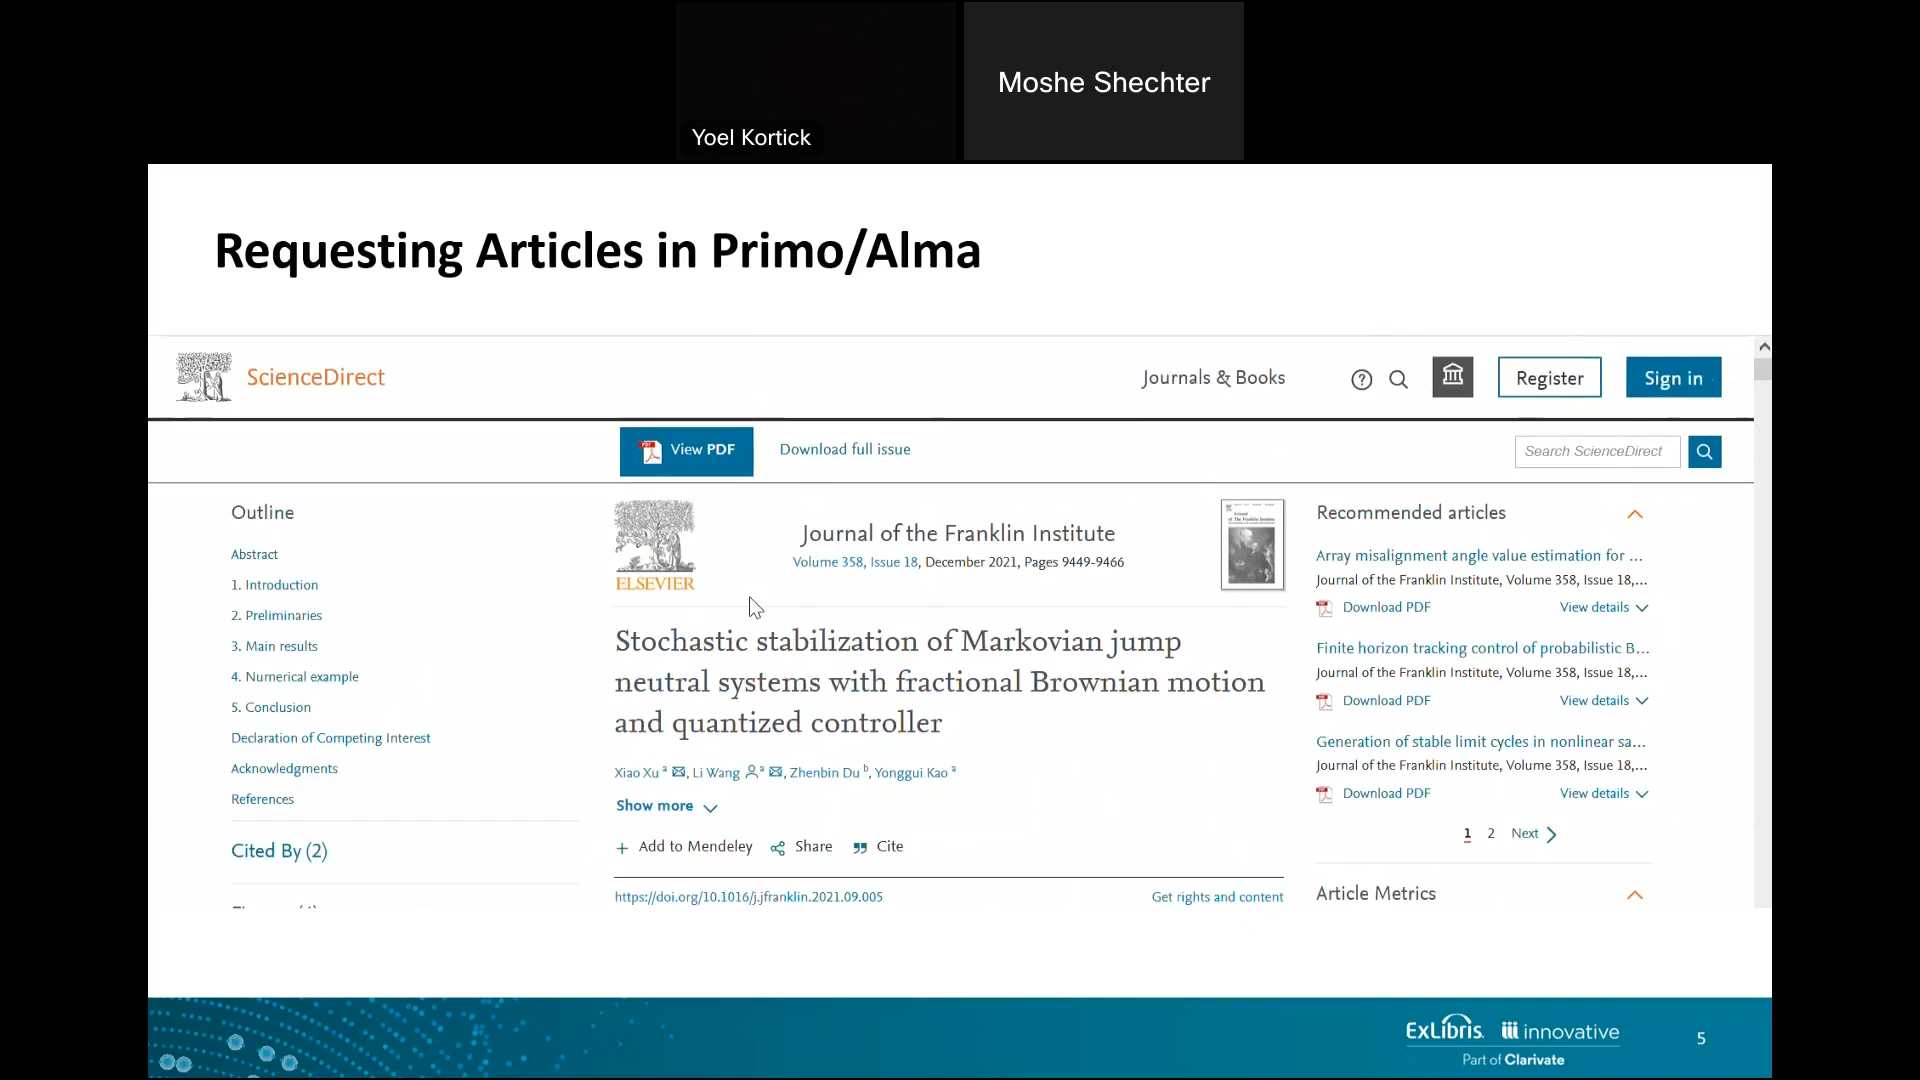 Yoel Kortick
Moshe Shechter
Requesting Articles in Primo/Alma
ScienceDirect
Journals & Books
Register
Sign in
View PDF
Download full issue
Search ScienceDirect
Outline
Abstract
1. Introduction
2. Preliminaries
3. Main results
4. Numerical example
5. Conclusion
Declaration of Competing Interest
Acknowledgments
References
Cited By (2)
ELSEVIER
Journal of the Franklin Institute
Volume 358, Issue 18, December 2021, Pages 9449-9466
Stochastic stabilization of Markovian jump
neutral systems with fractional Brownian motion
and quantized controller
Xiao Xu a, Li Wang a, Zhenbin Du b, Yonggui Kao a
Show more
Add to Mendeley Share Cite
https://doi.org/10.1016/j.jfranklin.2021.09.005
Get rights and content
Recommended articles
Array misalignment angle value estimation for ...
Journal of the Franklin Institute, Volume 358, Issue 18,...
Download PDF View details
Finite horizon tracking control of probabilistic B...
Journal of the Franklin Institute, Volume 358, Issue 18,...
Download PDF View details
Generation of stable limit cycles in nonlinear sa...
Journal of the Franklin Institute, Volume 358, Issue 18,...
Download PDF View details
1 2 Next
Article Metrics
ExLibris innovative
Part of Clarivate
5